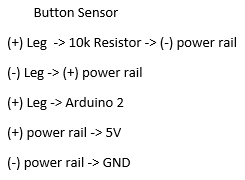 Button Sensor
(+) Leg -> 10k Resistor -> (-) power rail
(-) Leg -> (+) power rail
(+) Leg -> Arduino 2
(+) power rail -> 5V
(-) power rail -> GND